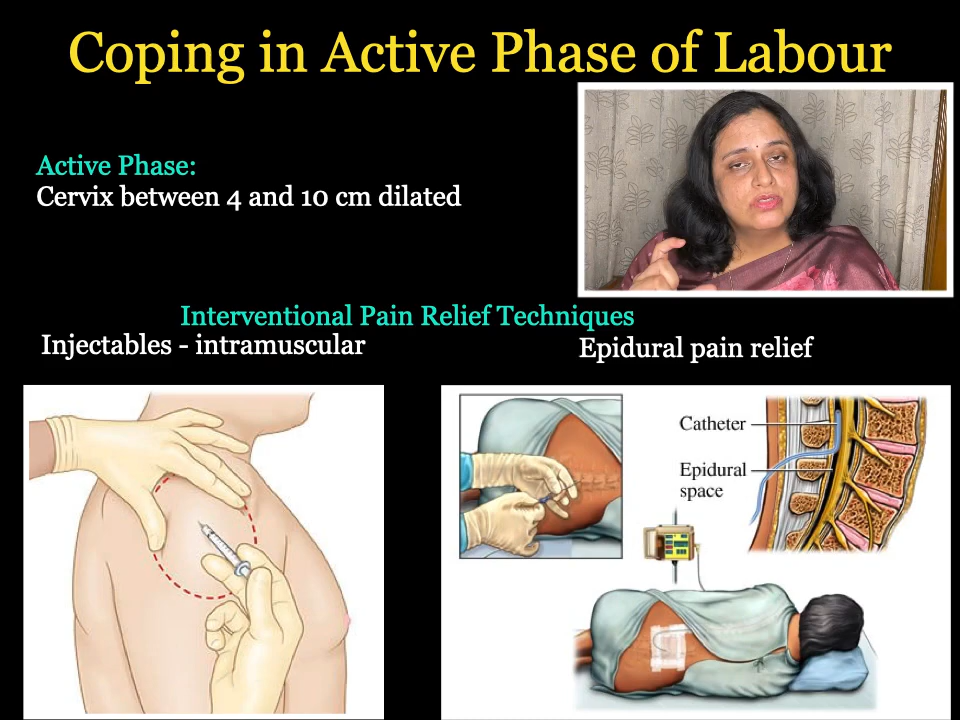 Coping in Active Phase of Labour
Active Phase:
Cervix between 4 and 10 cm dilated
Interventional Pain Relief Techniques
Injectables - intramuscular
Epidural pain relief
Catheter
Epidural
space